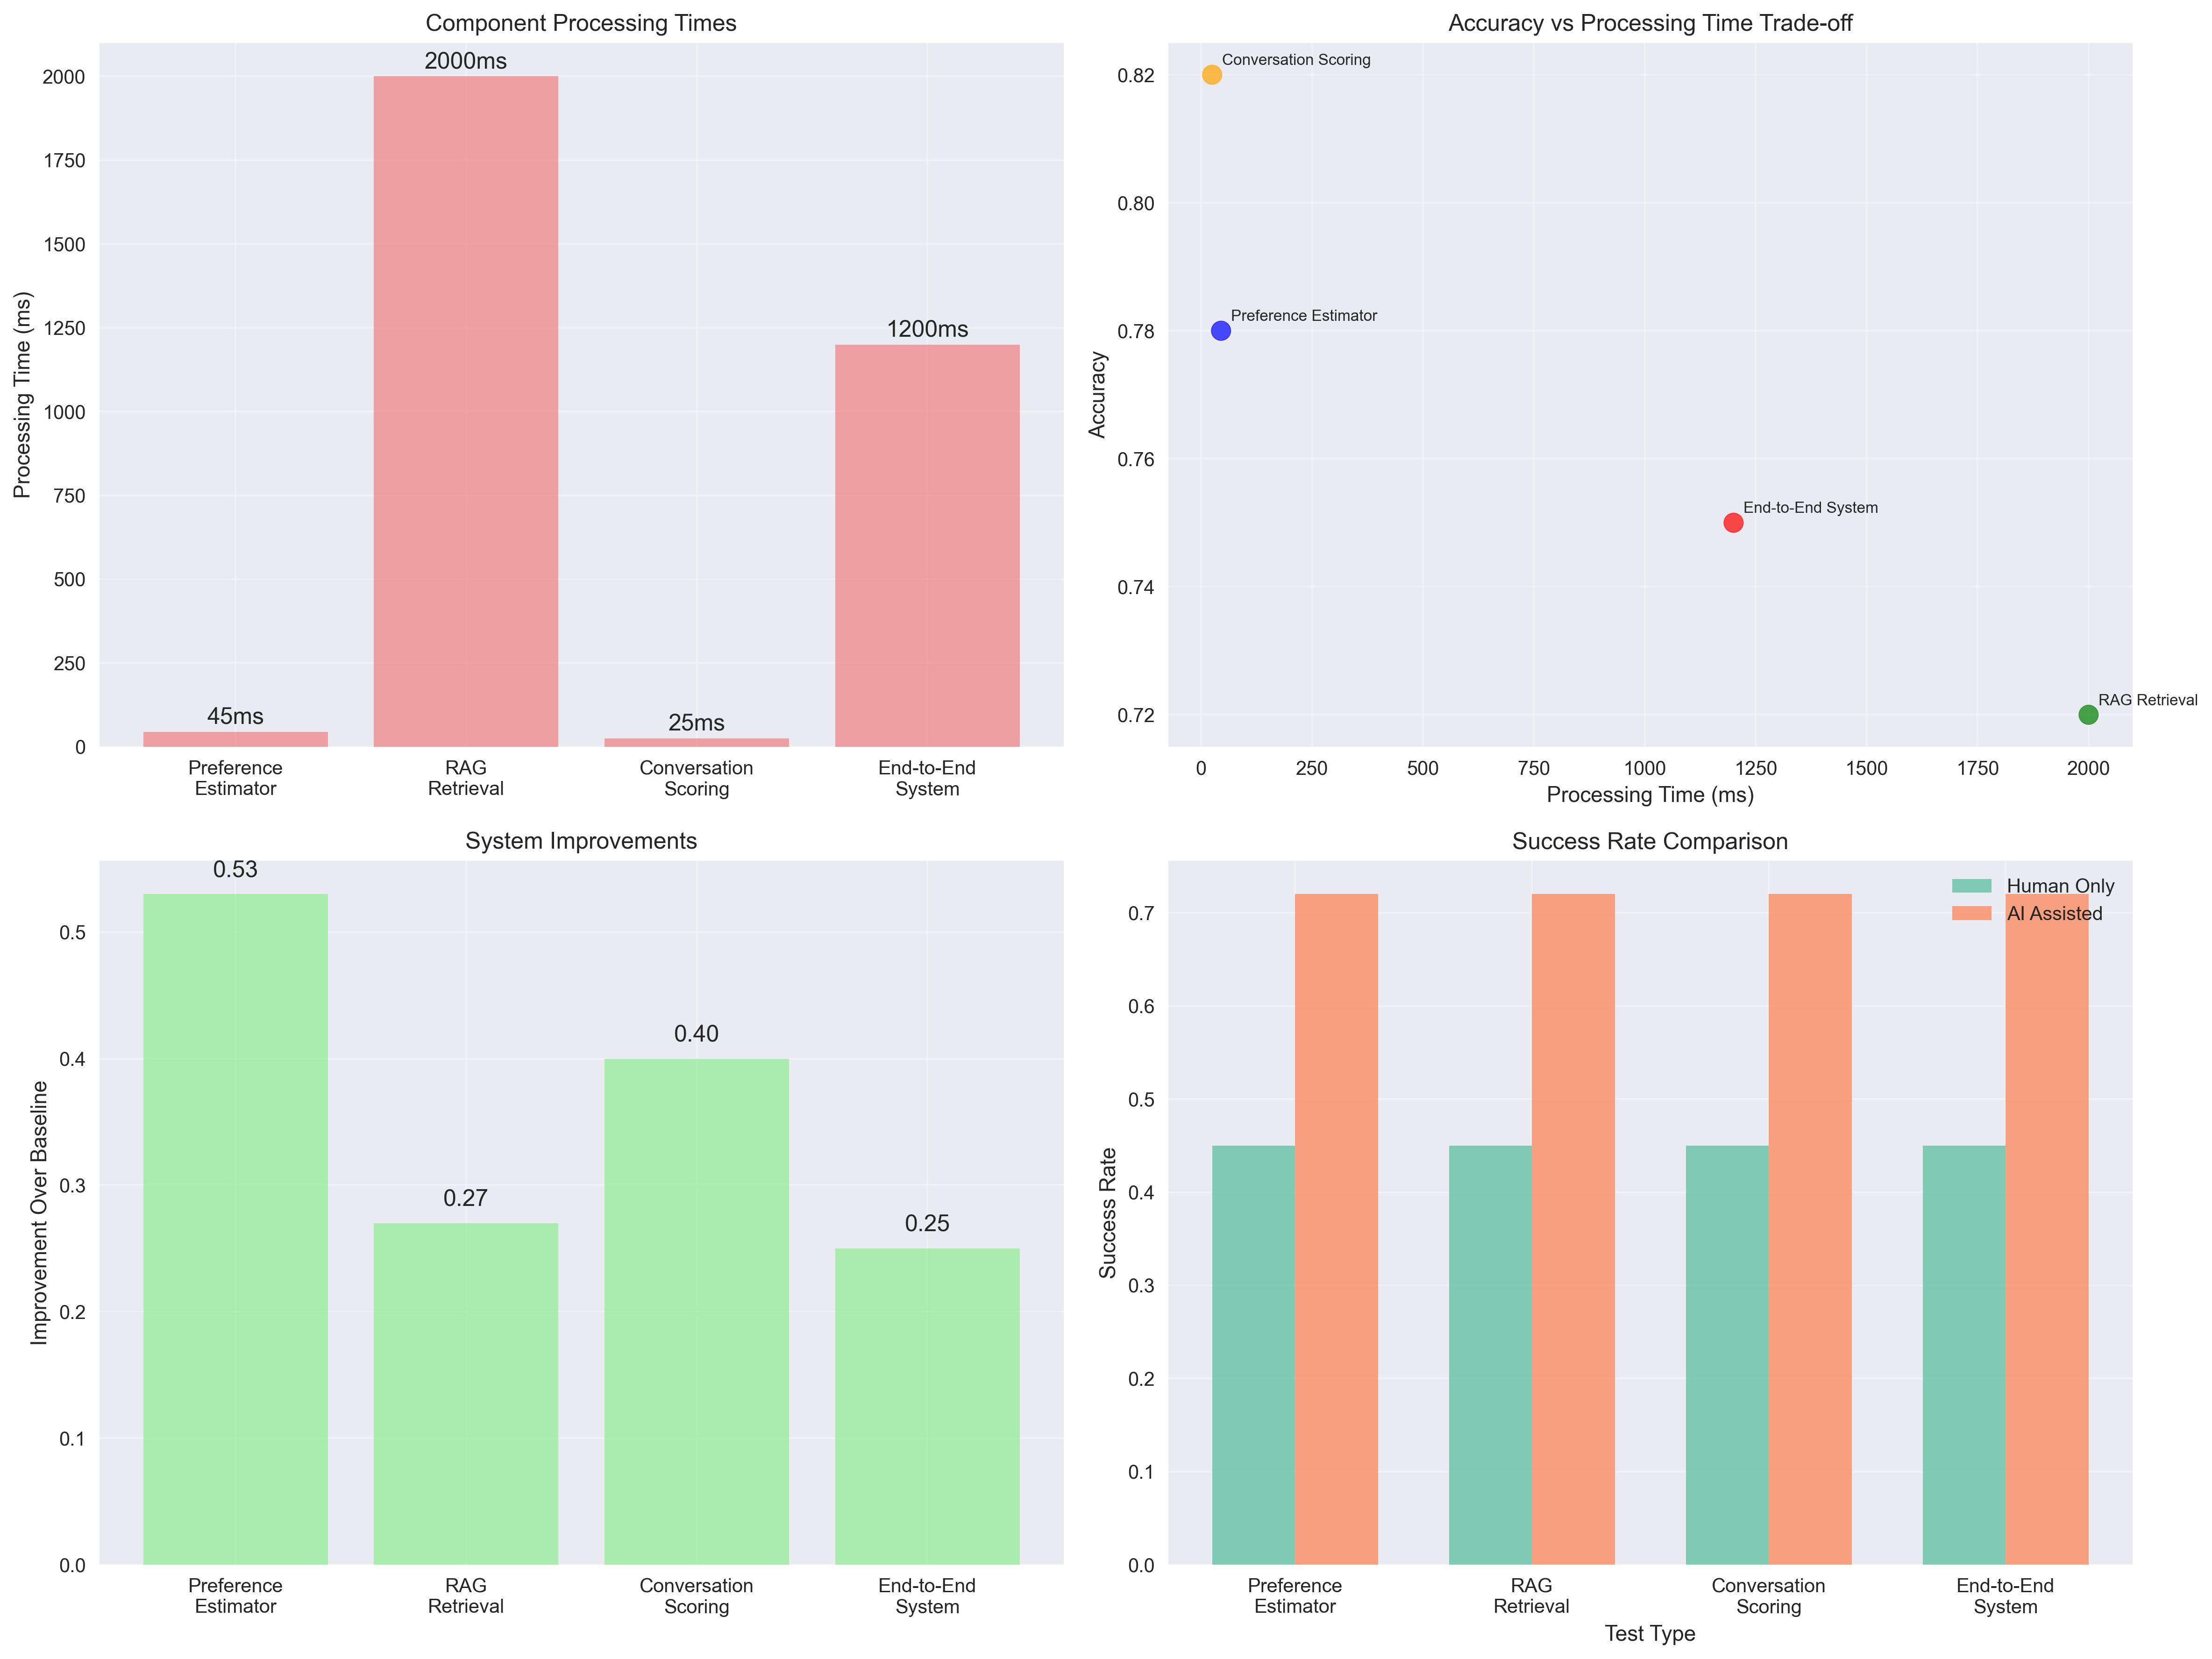 Component Processing Times
Processing Time (ms)
2000
1750
1500
1250
1000
750
500
250
0
45ms
2000ms
25ms
1200ms
Preference
Estimator
RAG
Retrieval
Conversation
Scoring
End-to-End
System
Accuracy vs Processing Time Trade-off
Accuracy
0.82
0.80
0.78
0.76
0.74
0.72
Conversation Scoring
Preference Estimator
End-to-End System
RAG Retrieval
0
250
500
750
1000
1250
1500
1750
2000
Processing Time (ms)
System Improvements
Improvement Over Baseline
0.5
0.4
0.3
0.2
0.1
0.0
0.53
0.27
0.40
0.25
Preference
Estimator
RAG
Retrieval
Conversation
Scoring
End-to-End
System
Success Rate Comparison
Success Rate
0.7
0.6
0.5
0.4
0.3
0.2
0.1
0.0
Human Only
AI Assisted
Preference
Estimator
RAG
Retrieval
Conversation
Scoring
End-to-End
System
Test Type